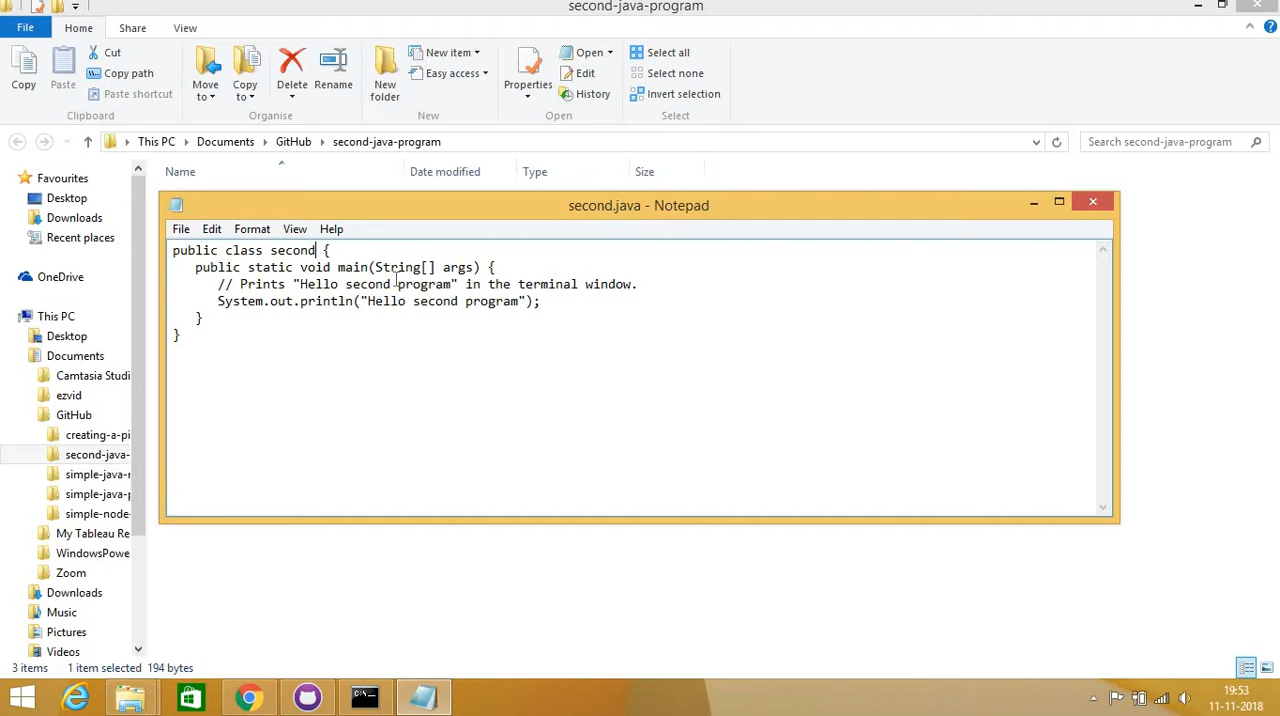 second-java-program
File Home Share View
Copy
Paste
Cut
Copy path
Paste shortcut
Clipboard
Move to
Copy to
Delete
Rename
Organise
New folder
New item
Easy access
New
Properties
Open
Edit
History
Open
Select all
Select none
Invert selection
Select
This PC Documents GitHub second-java-program
Search second-java-program
Name Date modified Type Size
Favourites
Desktop
Downloads
Recent places
OneDrive
This PC
Desktop
Documents
Camtasia Studi
ezvid
GitHub
creating-a-pi
second-java-
simple-java-r
simple-java-p
simple-node-
My Tableau Re
WindowsPowe
Zoom
Downloads
Music
Pictures
Videos
second.java - Notepad
File Edit Format View Help
public class second {
public static void main(String[] args) {
// Prints "Hello second program" in the terminal window.
System.out.println("Hello second program");
}
}
3 items 1 item selected 194 bytes
19:53
11-11-2018